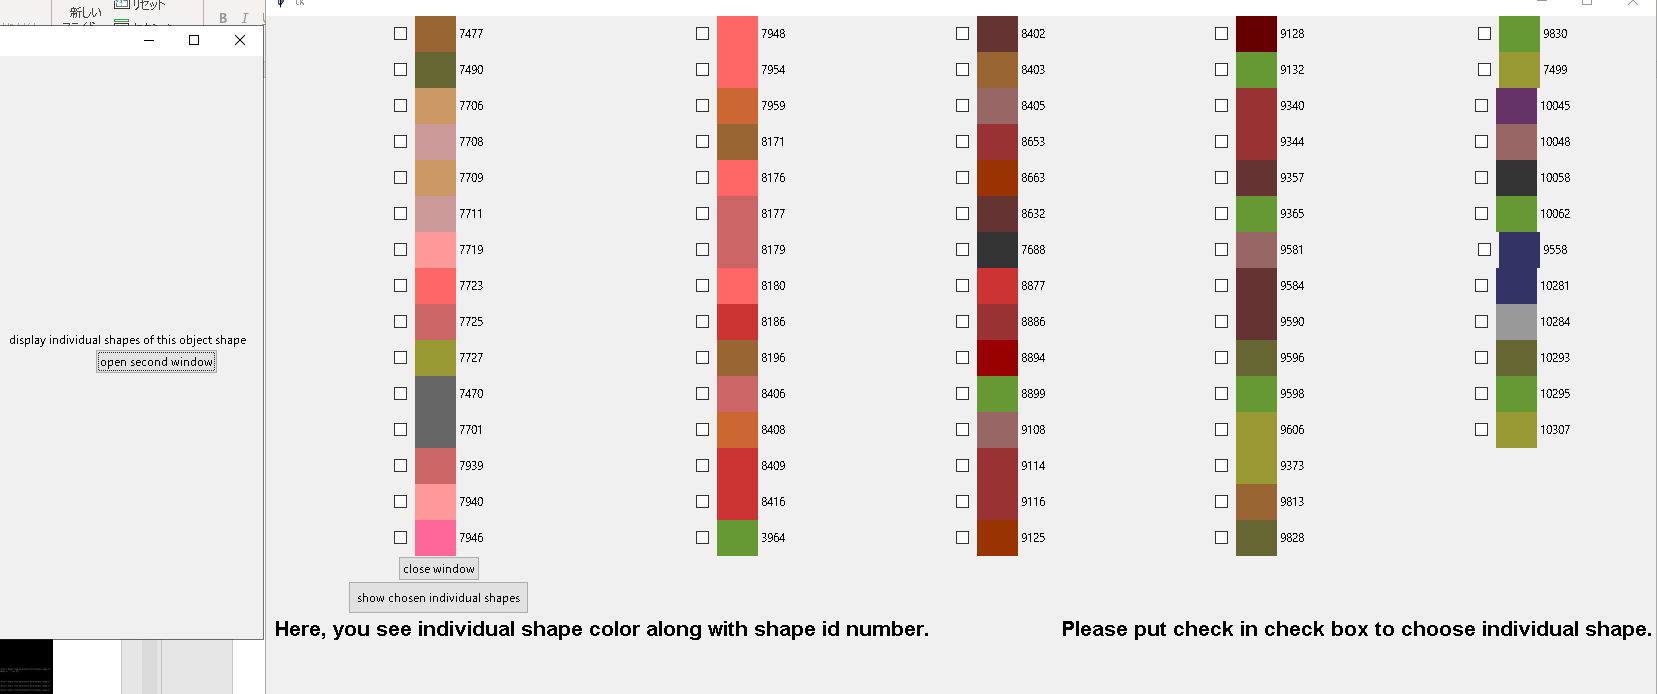 リセット
新しい
B I
tk
display individual shapes of this object shape
open second window
7477 7948 8402 9128 9830
7490 7954 8403 9132 7499
7706 7959 8405 9340 10045
7708 8171 8653 9344 10048
7709 8176 8663 9357 10058
7711 8177 8632 9365 10062
7719 8179 7688 9581 9558
7723 8180 8877 9584 10281
7725 8186 8886 9590 10284
7727 8196 8894 9596 10293
7470 8406 8899 9598 10295
7701 8408 9108 9606 10307
7939 8409 9114 9373
7940 8416 9116 9813
7946 3964 9125 9828
close window
show chosen individual shapes
Here, you see individual shape color along with shape id number. Please put check in check box to choose individual shape.